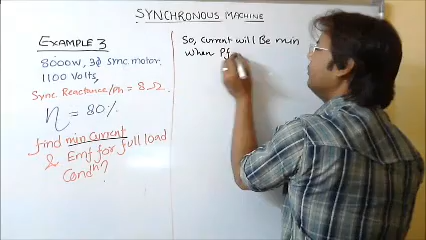 SYNCHRONOUS MACHINE
EXAMPLE 3
8000W, 3Φ sync. motor.
1100 Volts,
Sync Reactance/ph = 8 Ω.
η = 80%
find min current
& Emf for full load
Condⁿ?
So, Current will Be min
when Pf